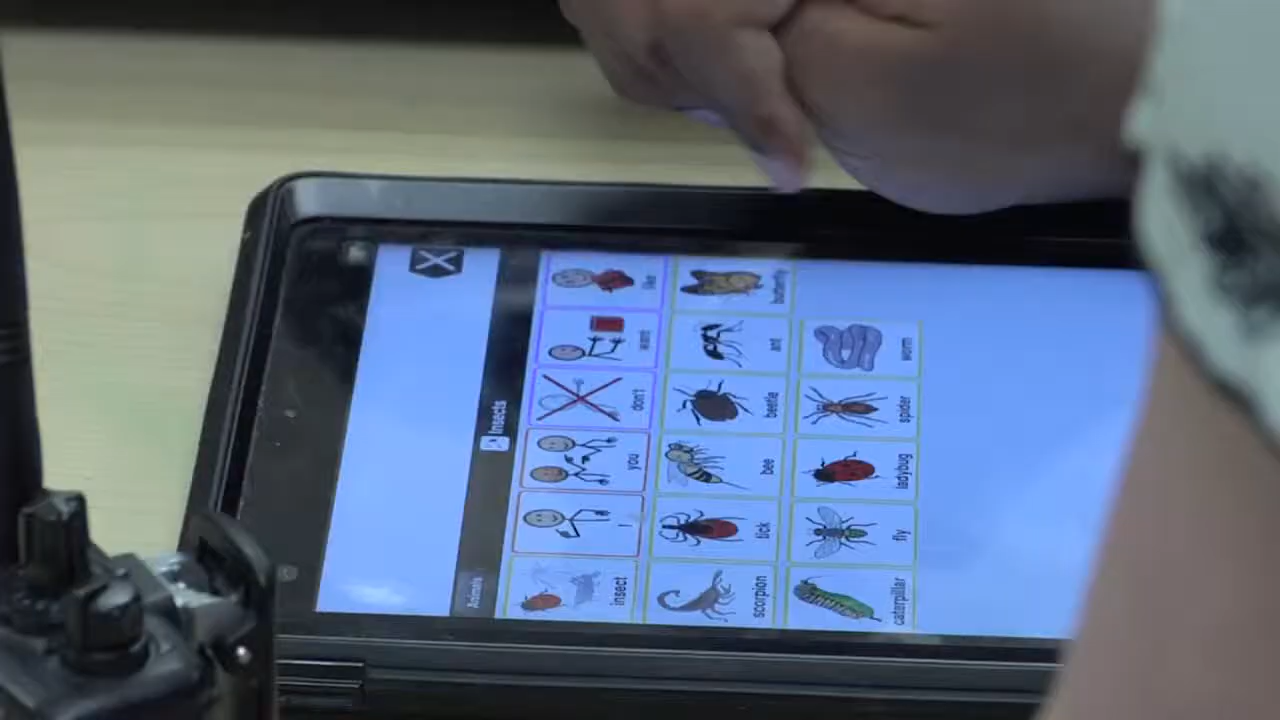 Animals
Insects
insect
I
you
don't
want
like
scorpion
tick
bee
beetle
ant
butterfly
caterpillar
fly
ladybug
spider
worm